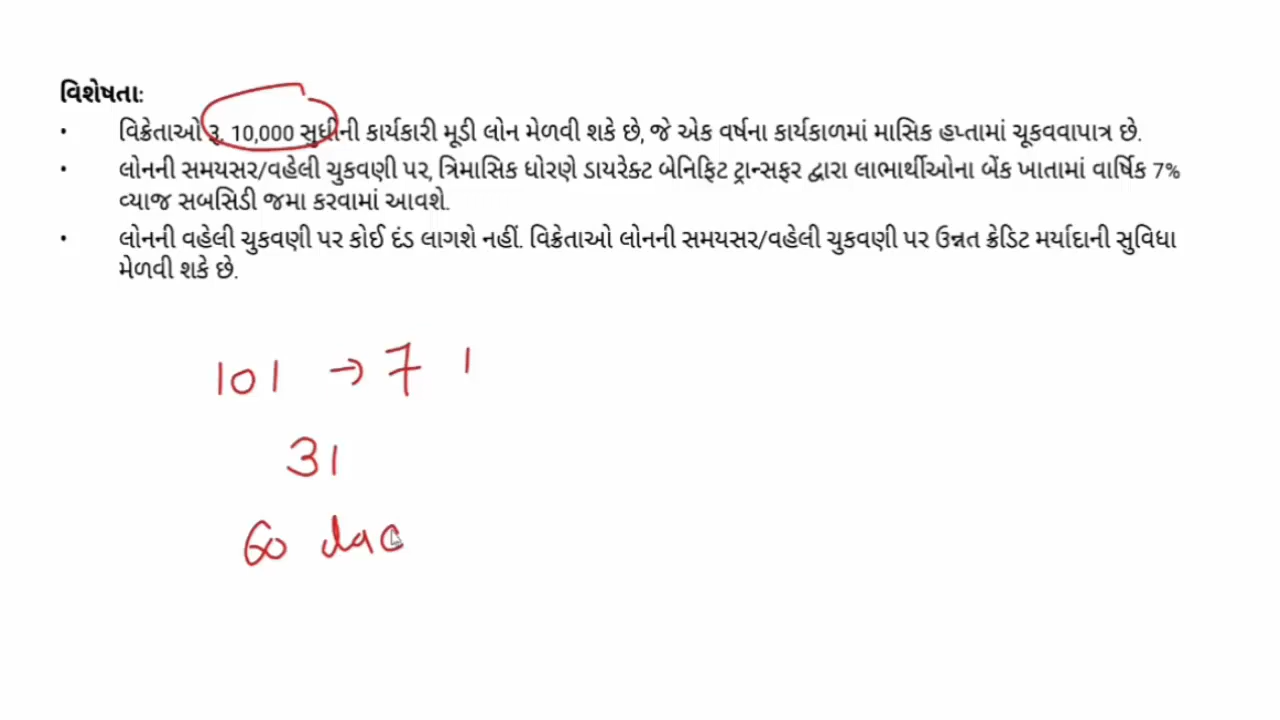 વિશેષતા:
• વિક્રેતાઓ રૂ. 10,000 સુધીની કાર્યકારી મૂડી લોન મેળવી શકે છે, જે એક વર્ષના કાર્યકાળમાં માસિક હપ્તામાં ચૂકવવાપાત્ર છે.
• લોનની સમયસર/વહેલી ચુકવણી પર, ત્રિમાસિક ધોરણે ડાયરેક્ટ બેનિફિટ ટ્રાન્સફર દ્વારા લાભાર્થીઓના બેંક ખાતામાં વાર્ષિક 7%
વ્યાજ સબસિડી જમા કરવામાં આવશે.
• લોનની વહેલી ચુકવણી પર કોઈ દંડ લાગશે નહીં. વિક્રેતાઓ લોનની સમયસર/વહેલી ચુકવણી પર ઉન્નત ક્રેડિટ મર્યાદાની સુવિધા
મેળવી શકે છે.
101 → 7 1
31